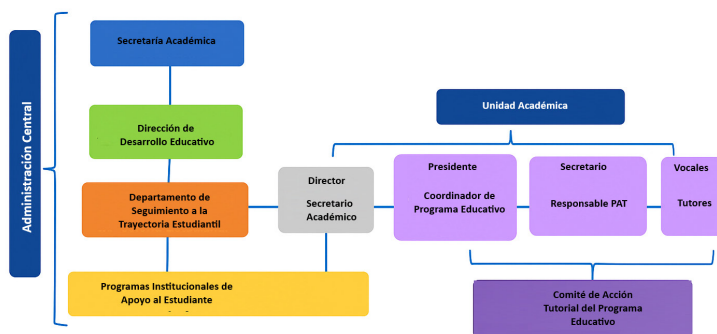 Administración Central
Secretaría Académica
Dirección de
Desarrollo Educativo
Departamento de
Seguimiento a la
Trayectoria Estudiantil
Programas Institucionales de
Apoyo al Estudiante
Unidad Académica
Director
Secretario
Académico
Presidente
Coordinador de
Programa Educativo
Secretario
Responsable PAT
Vocales
Tutores
Comité de Acción
Tutorial del Programa
Educativo